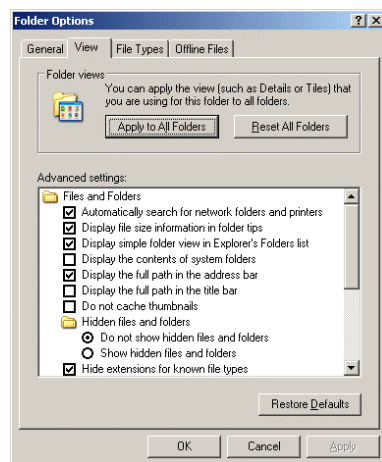 Folder Options
General View File Types Offline Files
Folder views
You can apply the view (such as Details or Tiles) that
you are using for this folder to all folders.
Apply to All Folders Reset All Folders
Advanced settings:
Files and Folders
Automatically search for network folders and printers
Display file size information in folder tips
Display simple folder view in Explorer's Folders list
Display the contents of system folders
Display the full path in the address bar
Display the full path in the title bar
Do not cache thumbnails
Hidden files and folders
Do not show hidden files and folders
Show hidden files and folders
Hide extensions for known file types
Restore Defaults
OK Cancel Apply